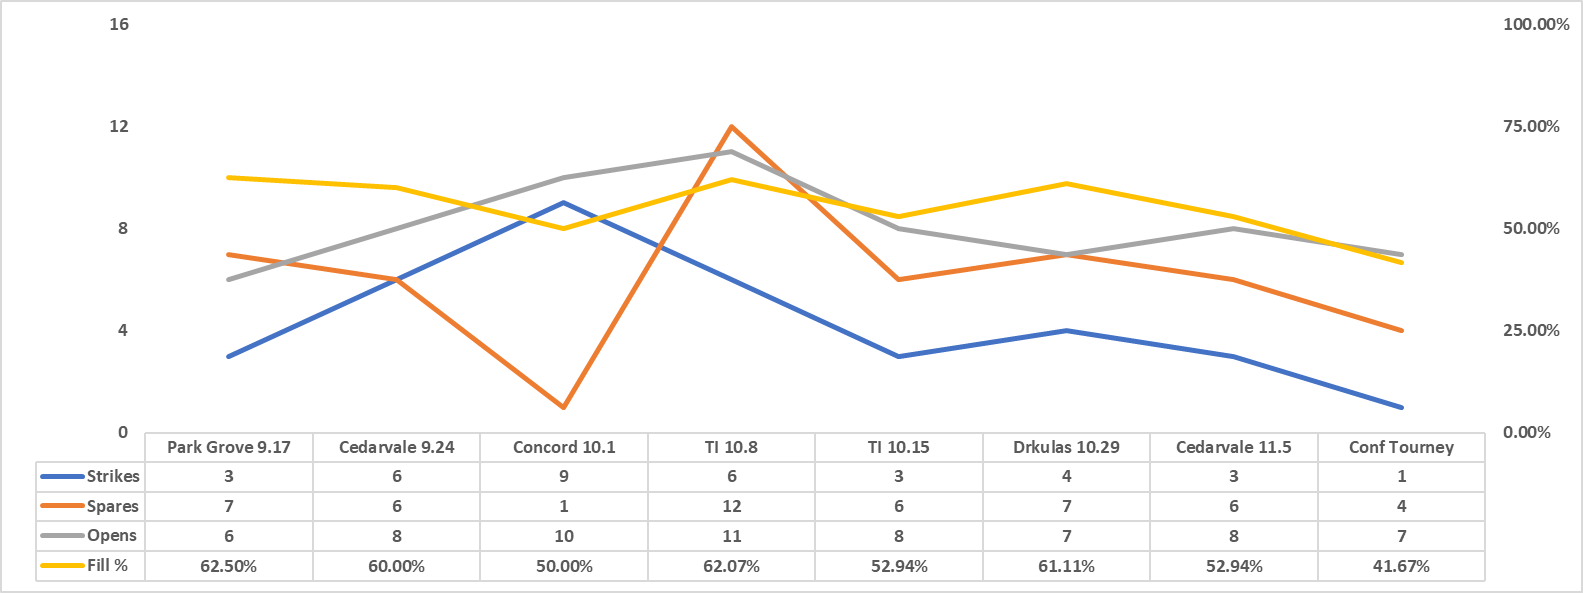 16 100.00%
12 75.00%
8 50.00%
4 25.00%
0 0.00%
Park Grove 9.17 Cedarvale 9.24 Concord 10.1 TI 10.8 TI 10.15 Drkulas 10.29 Cedarvale 11.5 Conf Tourney
Strikes 3 6 9 6 3 4 3 1
Spares 7 6 1 12 6 7 6 4
Opens 6 8 10 11 8 7 8 7
Fill % 62.50% 60.00% 50.00% 62.07% 52.94% 61.11% 52.94% 41.67%